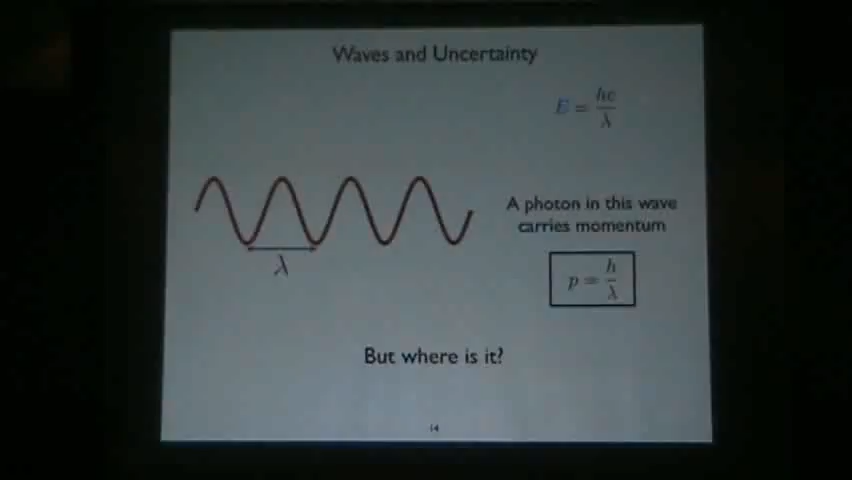 Waves and Uncertainty
E = hc/λ
A photon in this wave
carries momentum
p = h/λ
λ
But where is it?
14